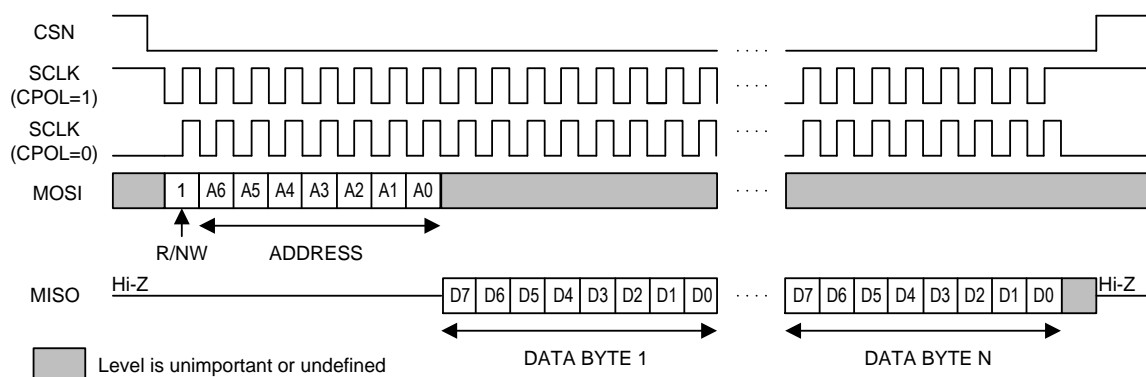 CSN
SCLK
(CPOL=1)
SCLK
(CPOL=0)
MOSI
1 A6 A5 A4 A3 A2 A1 A0
R/NW
ADDRESS
MISO
Hi-Z
D7 D6 D5 D4 D3 D2 D1 D0
D7 D6 D5 D4 D3 D2 D1 D0
Hi-Z
DATA BYTE 1
DATA BYTE N
Level is unimportant or undefined